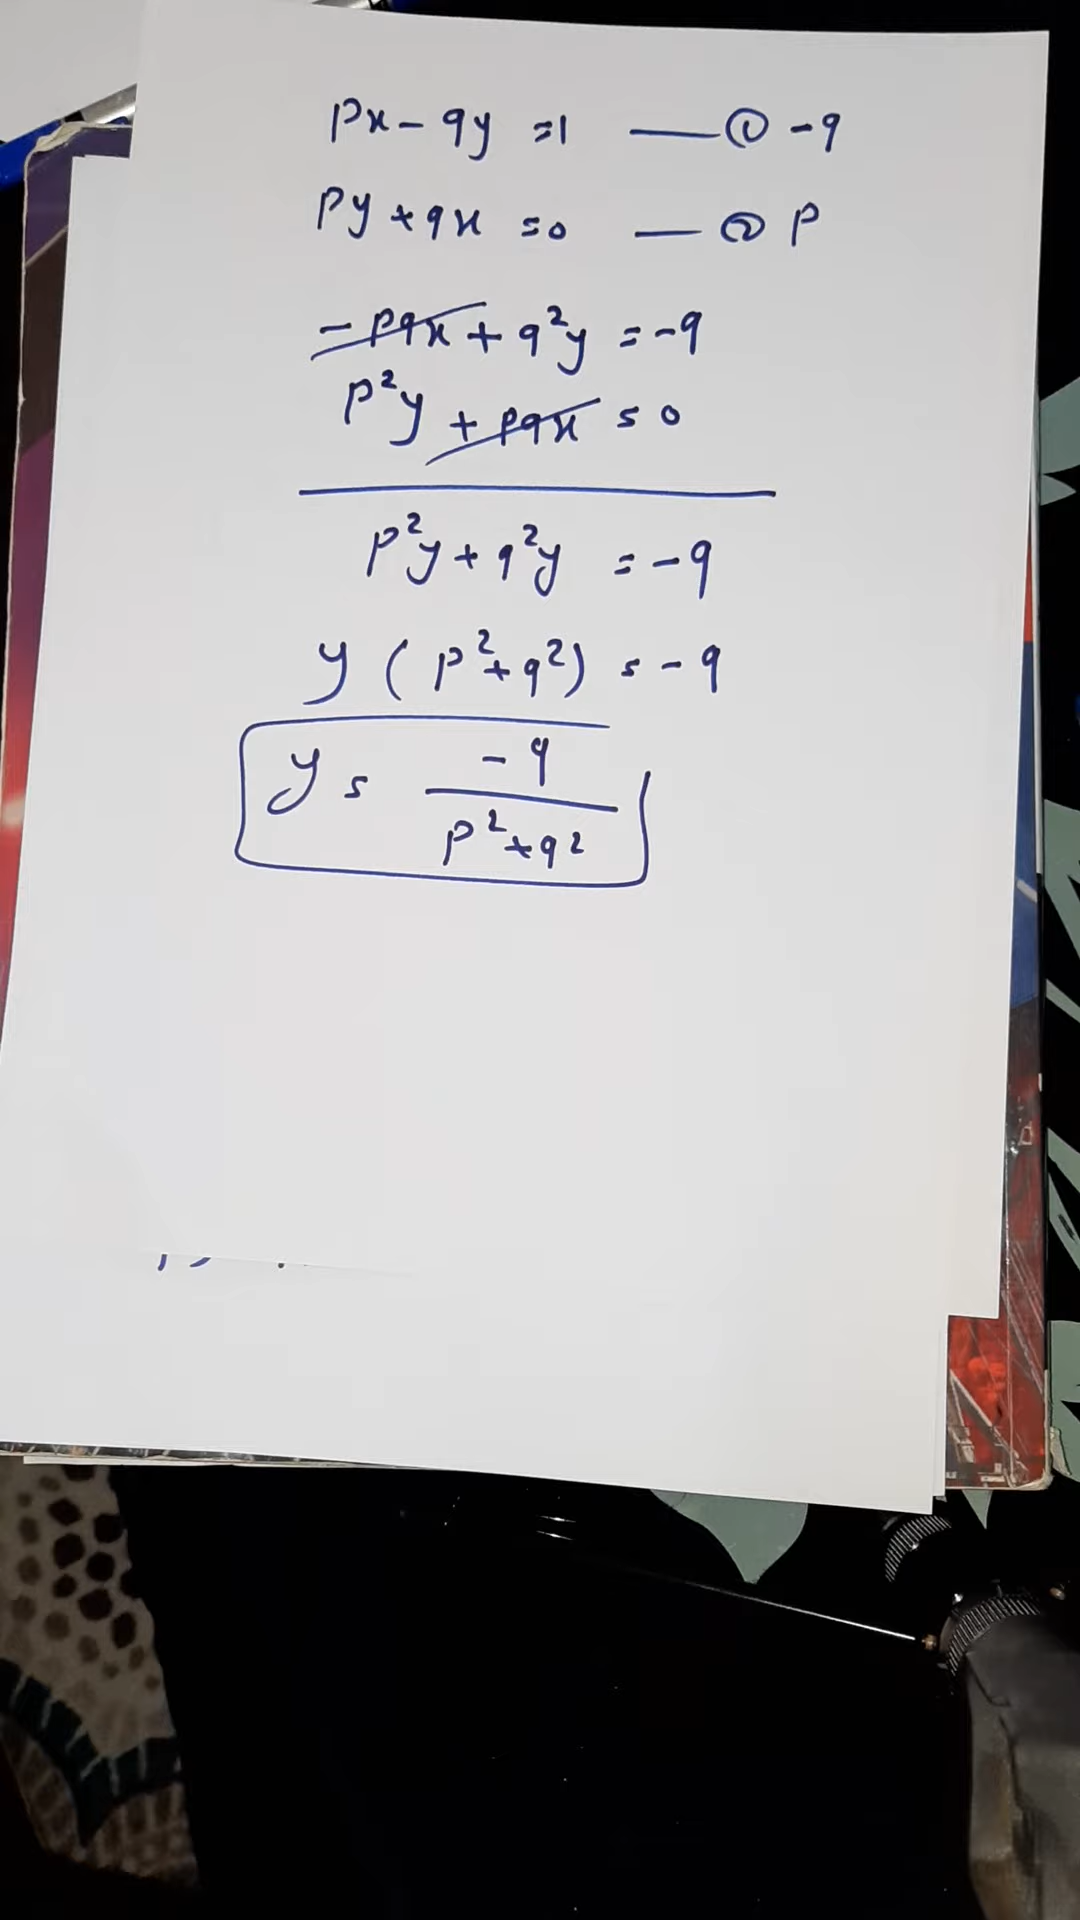 px - qy = 1 —— ① -q
py + qx = 0 — ② p
-pqx + q²y = -q
p²y + pqx = 0
p²y + q²y = -q
y (p² + q²) = -q
y = -q / p² + q²